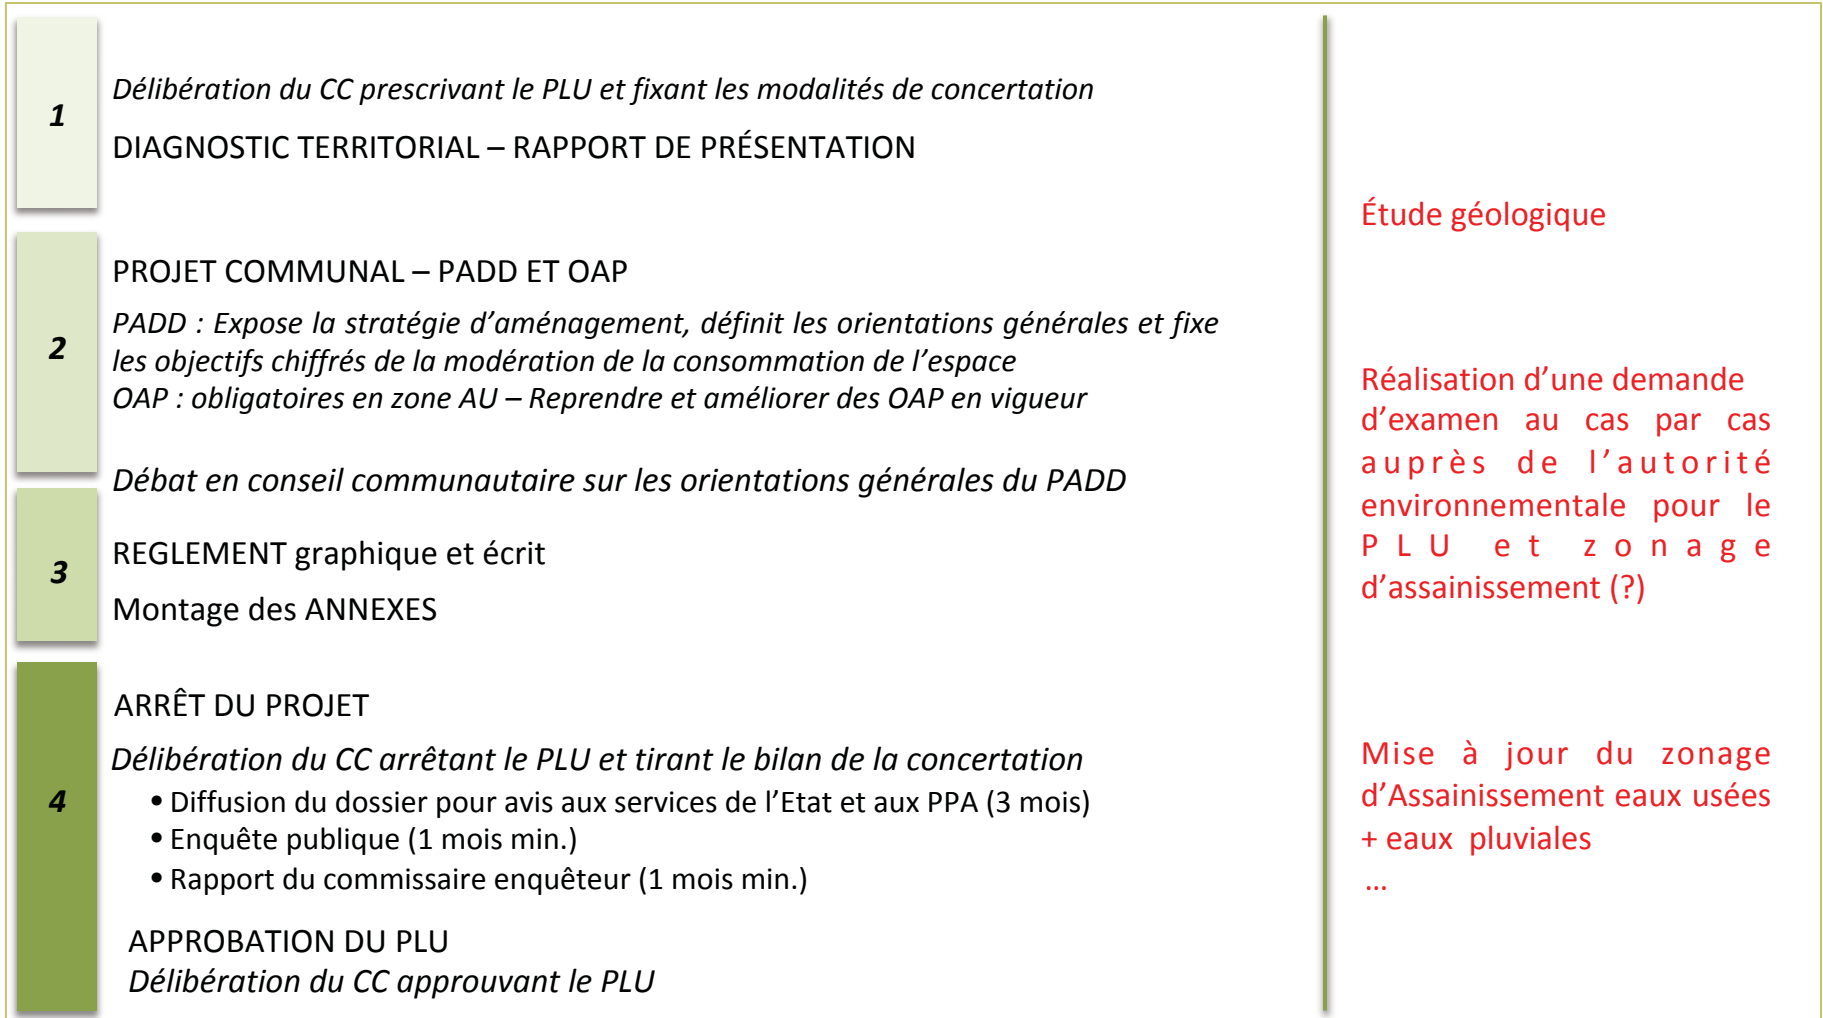 1
Délibération du CC prescrivant le PLU et fixant les modalités de concertation
DIAGNOSTIC TERRITORIAL – RAPPORT DE PRÉSENTATION
2
PROJET COMMUNAL – PADD ET OAP
PADD : Expose la stratégie d’aménagement, définit les orientations générales et fixe
les objectifs chiffrés de la modération de la consommation de l’espace
OAP : obligatoires en zone AU – Reprendre et améliorer des OAP en vigueur
Débat en conseil communautaire sur les orientations générales du PADD
3
REGLEMENT graphique et écrit
Montage des ANNEXES
4
ARRÊT DU PROJET
Délibération du CC arrêtant le PLU et tirant le bilan de la concertation
• Diffusion du dossier pour avis aux services de l’Etat et aux PPA (3 mois)
• Enquête publique (1 mois min.)
• Rapport du commissaire enquêteur (1 mois min.)
APPROBATION DU PLU
Délibération du CC approuvant le PLU
Étude géologique
Réalisation d’une demande
d’examen au cas par cas
auprès de l’autorité
environnementale pour le
PLU et zonage
d’assainissement (?)
Mise à jour du zonage
d’Assainissement eaux usées
+ eaux pluviales
...